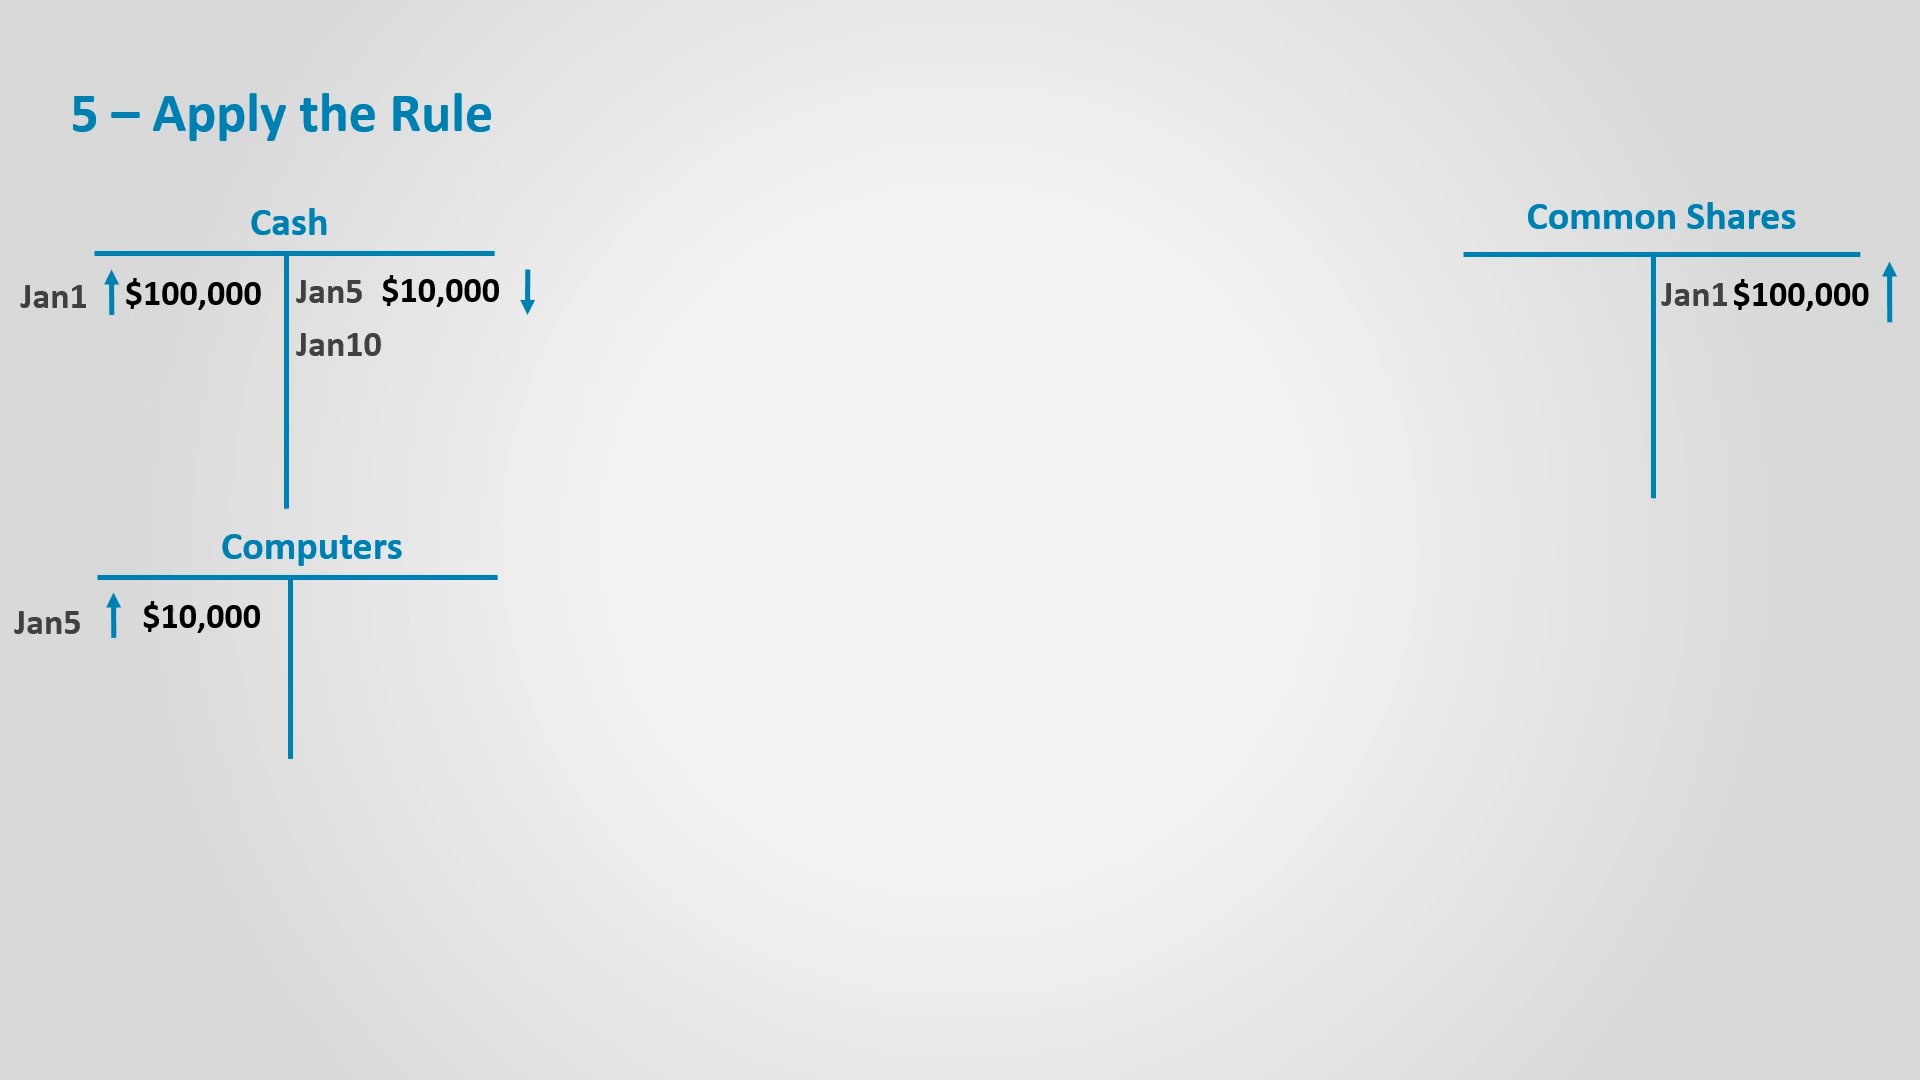 5 – Apply the Rule
Cash
Jan1 $100,000 Jan5 $10,000
Jan10
Computers
Jan5 $10,000
Common Shares
Jan1 $100,000